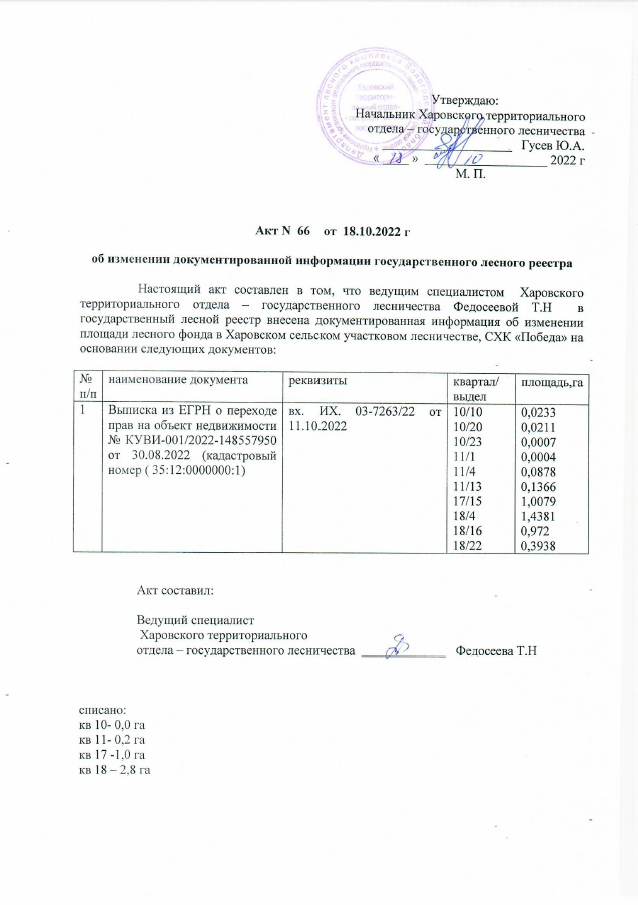 Утверждаю:
Начальник Харовского территориального
отдела – государственного лесничества
Гусев Ю.А.
« 18 » 10 2022 г
М. П.
Акт N 66 от 18.10.2022 г
об изменении документированной информации государственного лесного реестра
Настоящий акт составлен в том, что ведущим специалистом Харовского
территориального отдела – государственного лесничества Федосеевой Т.Н в
государственный лесной реестр внесена документированная информация об изменении
площади лесного фонда в Харовском сельском участковом лесничестве, СХК «Победа» на
основании следующих документов:
№ п/п наименование документа реквизиты квартал/ выдел площадь,га
1 Выписка из ЕГРН о переходе вх. ИХ. 03-7263/22 от 10/10 0,0233
прав на объект недвижимости 11.10.2022 10/20 0,0211
№ КУВИ-001/2022-148557950 10/23 0,0007
от 30.08.2022 (кадастровый 11/1 0,0004
номер ( 35:12:0000000:1) 11/4 0,0878
11/13 0,1366
17/15 1,0079
18/4 1,4381
18/16 0,972
18/22 0,3938
Акт составил:
Ведущий специалист
Харовского территориального
отдела – государственного лесничества Федосеева Т.Н
списано:
кв 10- 0,0 га
кв 11- 0,2 га
кв 17 -1,0 га
кв 18 – 2,8 га